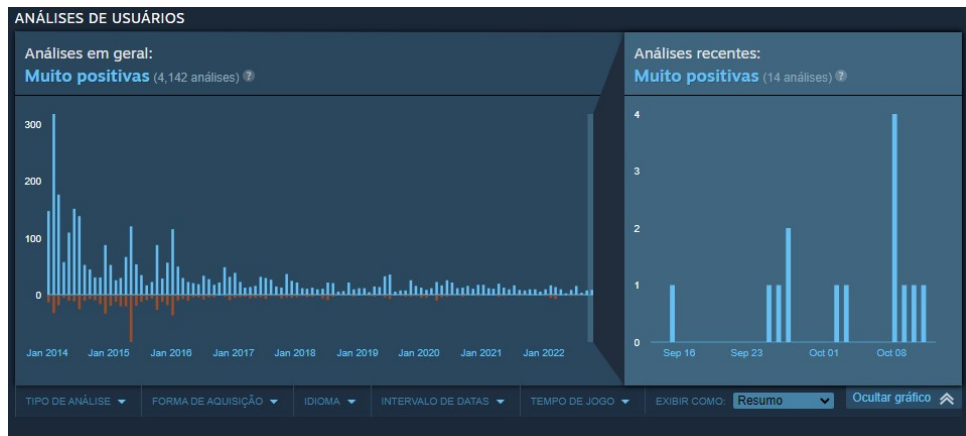 ANÁLISES DE USUÁRIOS
Análises em geral:
Muito positivas (4,142 análises) ?
300
200
100
0
Jan 2014 Jan 2015 Jan 2016 Jan 2017 Jan 2018 Jan 2019 Jan 2020 Jan 2021 Jan 2022
Análises recentes:
Muito positivas (14 análises) ?
4
3
2
1
0
Sep 16 Sep 23 Oct 01 Oct 08
TIPO DE ANÁLISE FORMA DE AQUISIÇÃO IDIOMA INTERVALO DE DATAS TEMPO DE JOGO EXIBIR COMO: Resumo Ocultar gráfico